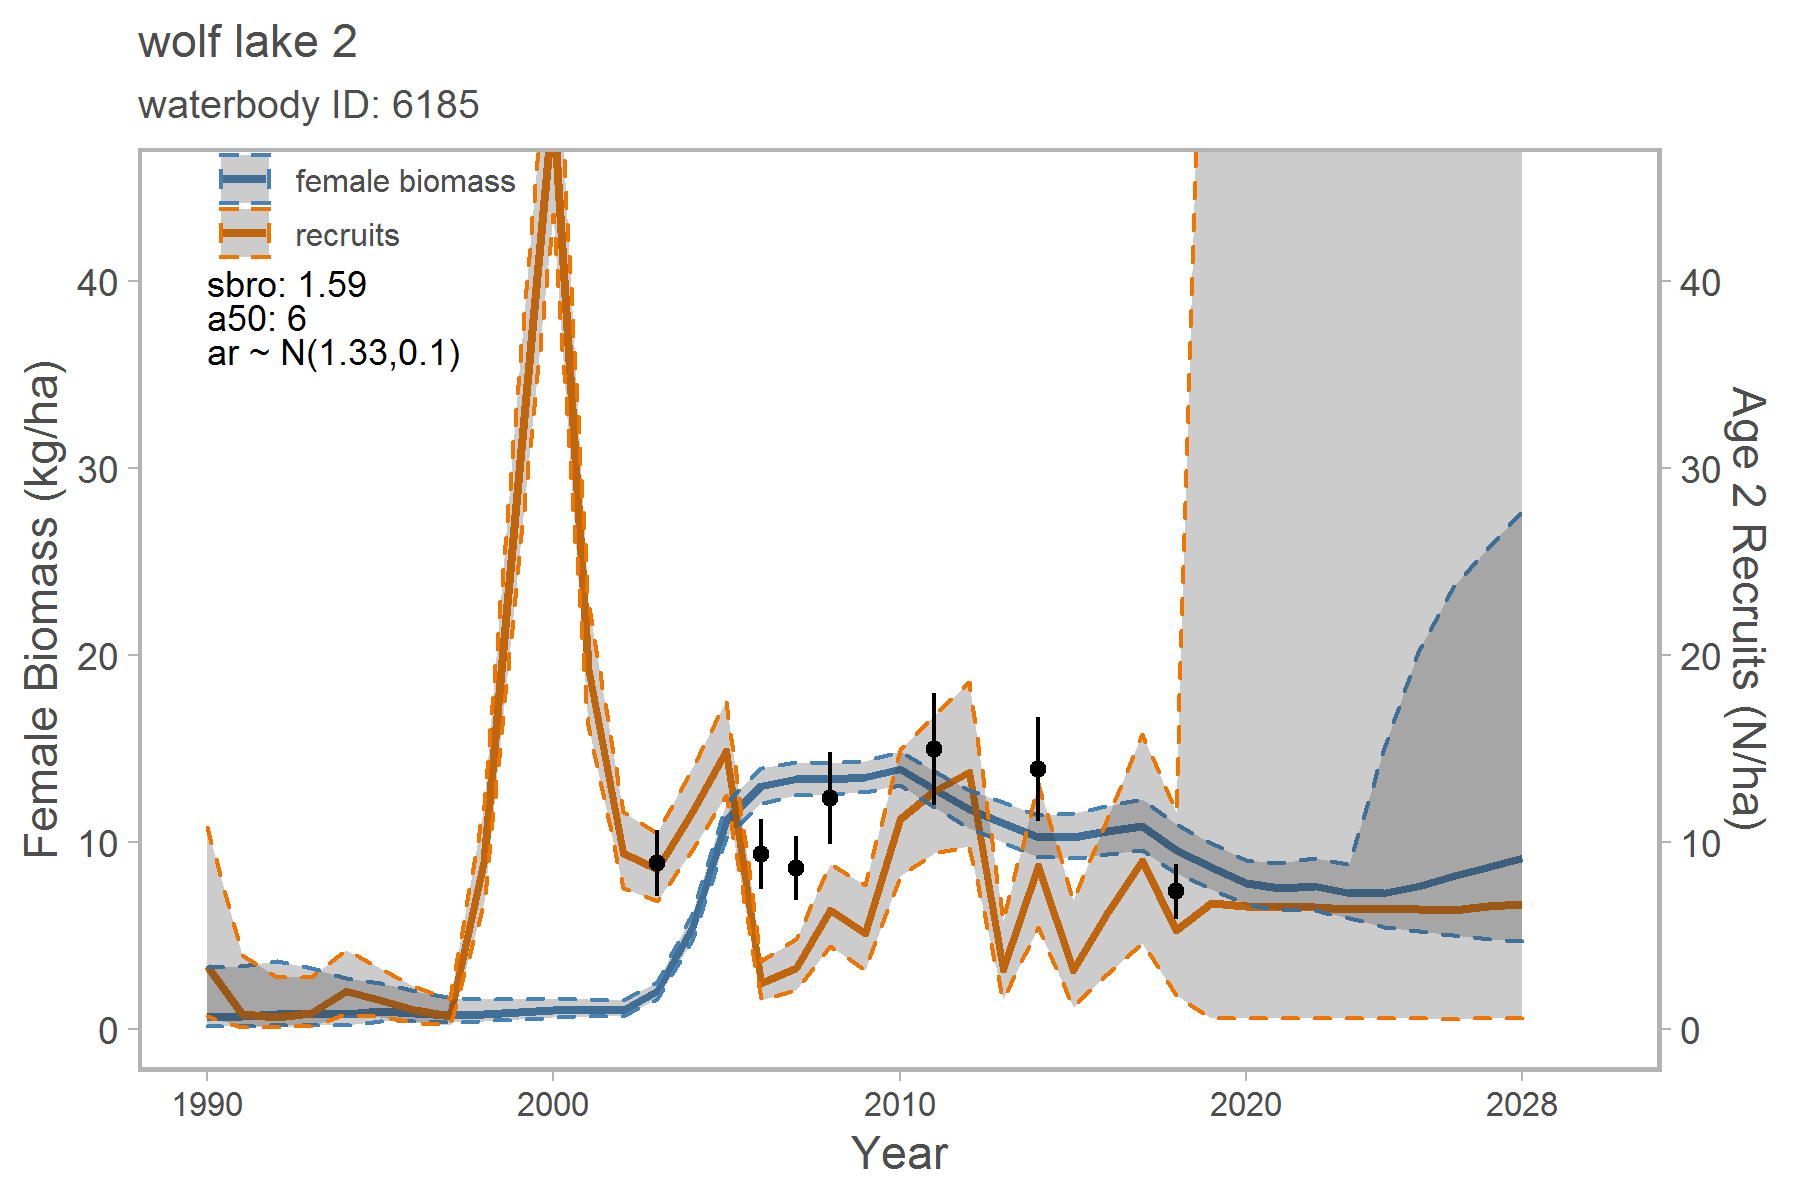 wolf lake 2
waterbody ID: 6185
female biomass
recruits
sbro: 1.59
a50: 6
ar ~ N(1.33,0.1)
Female Biomass (kg/ha)
40
30
20
10
0
40
30
20
10
0
Age 2 Recruits (N/ha)
1990 2000 2010 2020 2028
Year